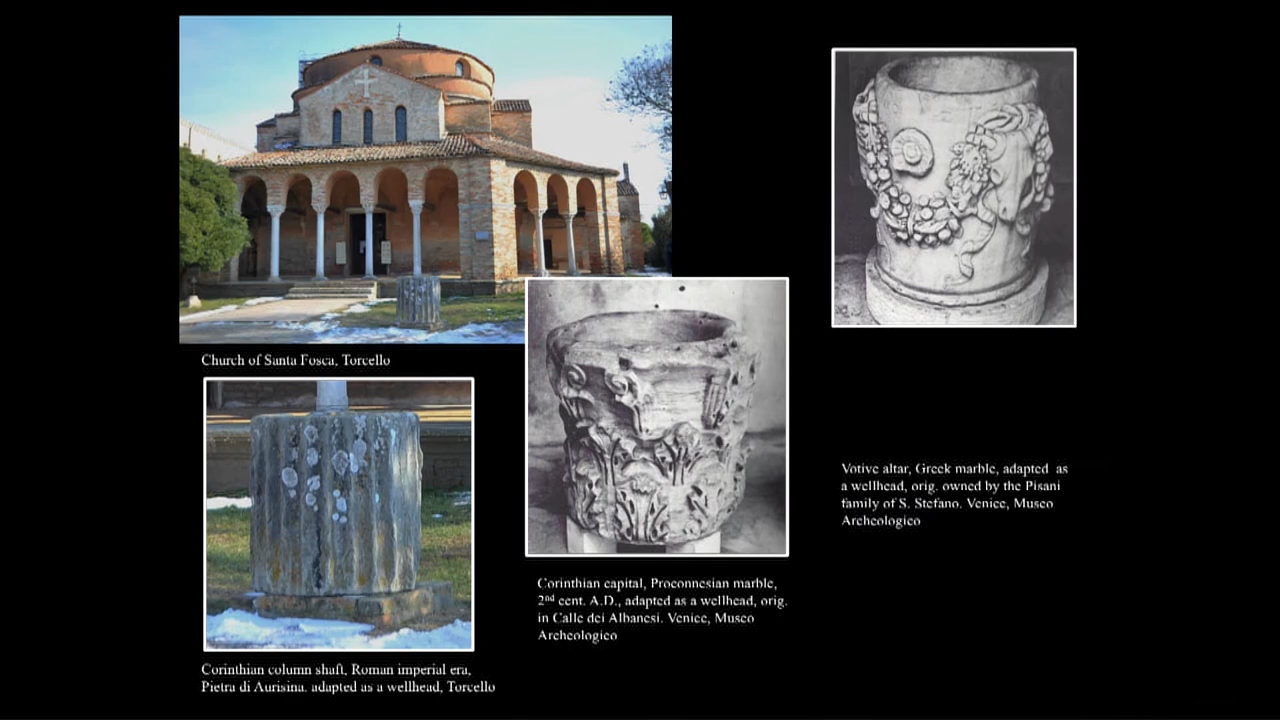 Church of Santa Fosca, Torcello
Corinthian column shaft, Roman imperial era,
Pietra di Aurisina. adapted as a wellhead, Torcello
Corinthian capital, Proconnesian marble,
2nd cent. A.D., adapted as a wellhead, orig.
in Calle dei Albanesi. Venice, Museo
Archeologico
Votive altar, Greek marble, adapted as
a wellhead, orig. owned by the Pisani
family of S. Stefano. Venice, Museo
Archeologico